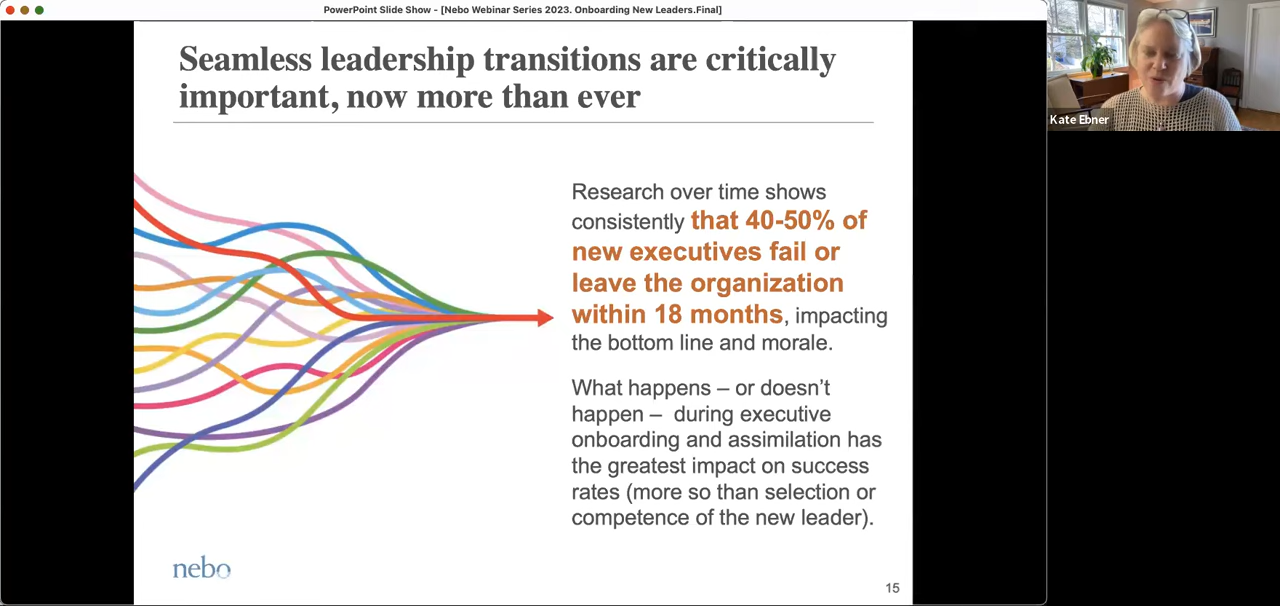 PowerPoint Slide Show - [Nebo Webinar Series 2023. Onboarding New Leaders.Final]
Seamless leadership transitions are critically
important, now more than ever
Kate Ebner
Research over time shows
consistently that 40-50% of
new executives fail or
leave the organization
within 18 months, impacting
the bottom line and morale.
What happens – or doesn’t
happen –  during executive
onboarding and assimilation has
the greatest impact on success
rates (more so than selection or
competence of the new leader).
nebo
15